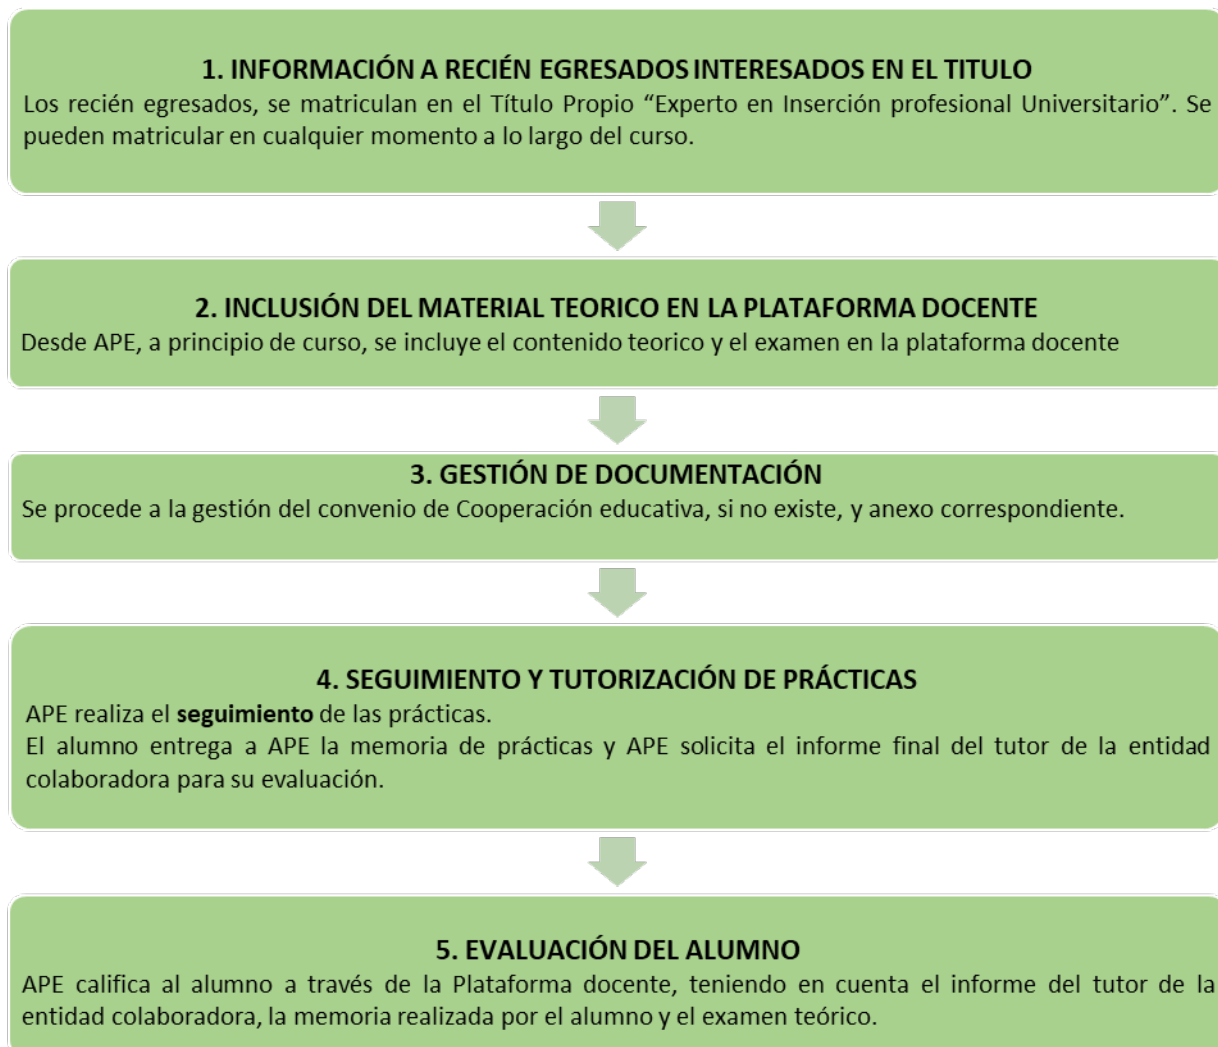 1. INFORMACIÓN A RECIÉN EGRESADOS INTERESADOS EN EL TITULO
Los recién egresados, se matriculan en el Título Propio “Experto en Inserción profesional Universitario”. Se
pueden matricular en cualquier momento a lo largo del curso.
2. INCLUSIÓN DEL MATERIAL TEORICO EN LA PLATAFORMA DOCENTE
Desde APE, a principio de curso, se incluye el contenido teorico y el examen en la plataforma docente
3. GESTIÓN DE DOCUMENTACIÓN
Se procede a la gestión del convenio de Cooperación educativa, si no existe, y anexo correspondiente.
4. SEGUIMIENTO Y TUTORIZACIÓN DE PRÁCTICAS
APE realiza el seguimiento de las prácticas.
El alumno entrega a APE la memoria de prácticas y APE solicita el informe final del tutor de la entidad
colaboradora para su evaluación.
5. EVALUACIÓN DEL ALUMNO
APE califica al alumno a través de la Plataforma docente, teniendo en cuenta el informe del tutor de la
entidad colaboradora, la memoria realizada por el alumno y el examen teórico.